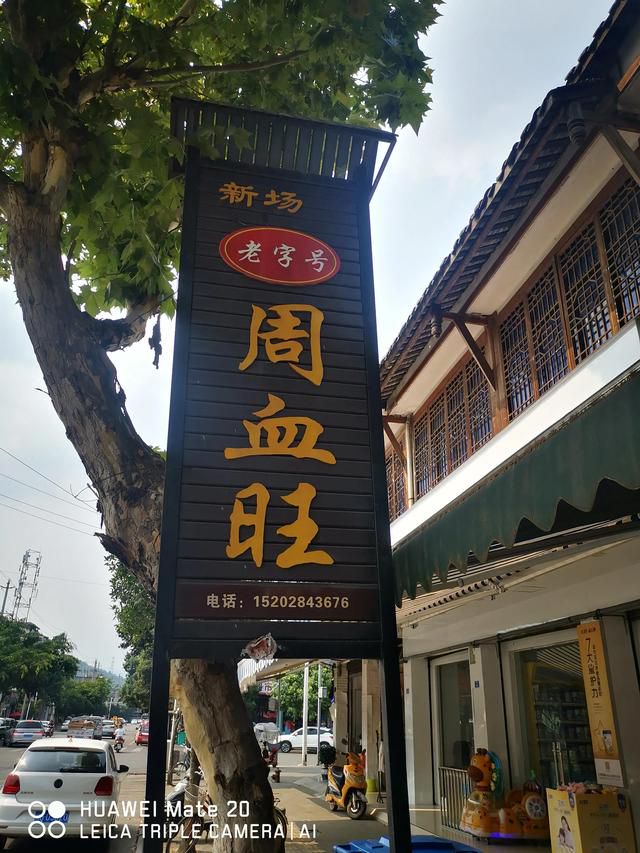 新场
老字号
周血旺
电话：15202843676
HUAWEI Mate 20
LEICA TRIPLE CAMERA | AI